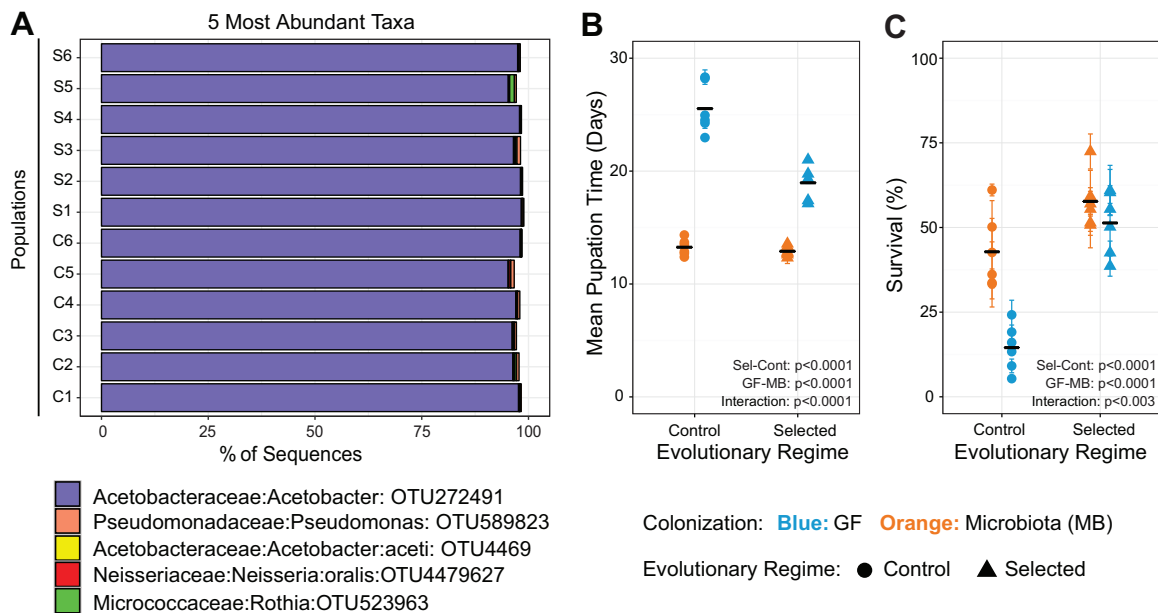 A
5 Most Abundant Taxa
Populations
S6
S5
S4
S3
S2
S1
C6
C5
C4
C3
C2
C1
0 25 50 75 100
% of Sequences
Acetobacteraceae:Acetobacter: OTU272491
Pseudomonadaceae:Pseudomonas: OTU589823
Acetobacteraceae:Acetobacter:aceti: OTU4469
Neisseriaceae:Neisseria:oralis:OTU4479627
Micrococcaceae:Rothia:OTU523963
B
Mean Pupation Time (Days)
30
20
10
0
Sel-Cont: p<0.0001
GF-MB: p<0.0001
Interaction: p<0.0001
Control Selected
Evolutionary Regime
C
Survival (%)
100
75
50
25
0
Sel-Cont: p<0.0001
GF-MB: p<0.0001
Interaction: p<0.003
Control Selected
Evolutionary Regime
Colonization: Blue: GF Orange: Microbiota (MB)
Evolutionary Regime: Control Selected